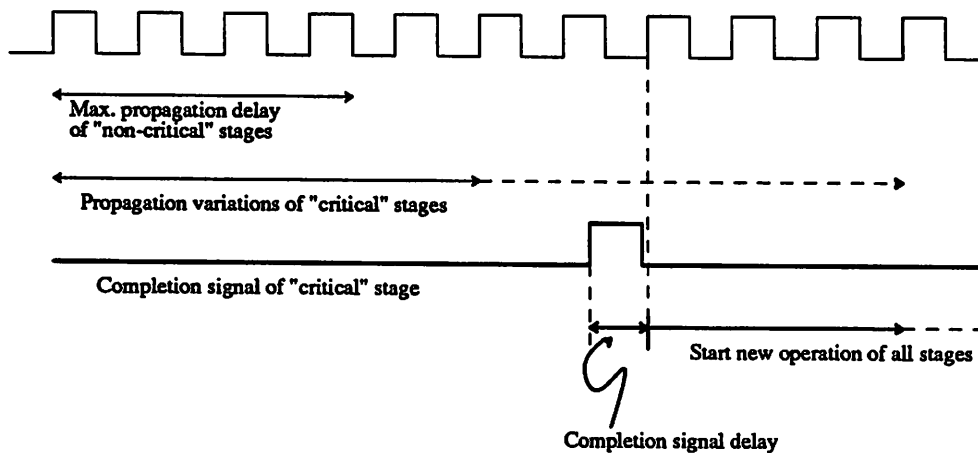 Max. propagation delay
of "non-critical" stages
Propagation variations of "critical" stages
Completion signal of "critical" stage
Start new operation of all stages
Completion signal delay